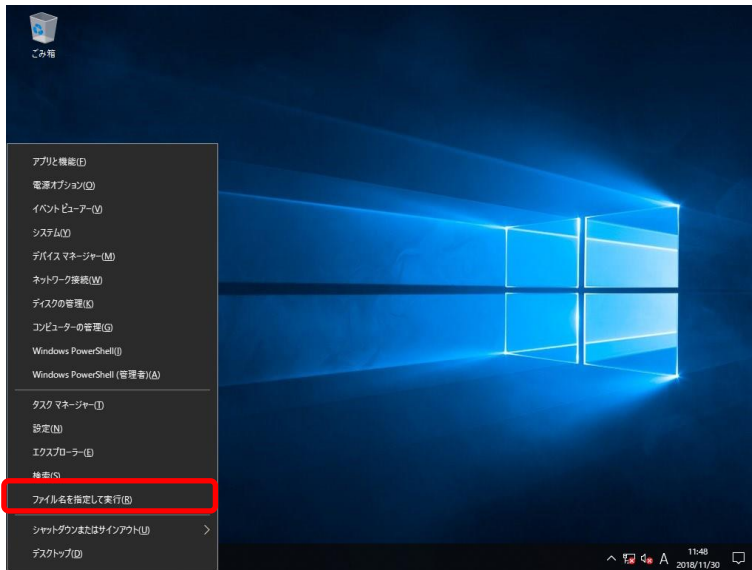 ごみ箱
アプリと機能(F)
電源オプション(O)
イベント ビューアー(V)
システム(Y)
デバイス マネージャー(M)
ネットワーク接続(W)
ディスクの管理(K)
コンピューターの管理(G)
Windows PowerShell(I)
Windows PowerShell (管理者)(A)
タスク マネージャー(T)
設定(N)
エクスプローラー(E)
検索(S)
ファイル名を指定して実行(R)
シャットダウンまたはサインアウト(U)
デスクトップ(D)
A
11:48
2018/11/30